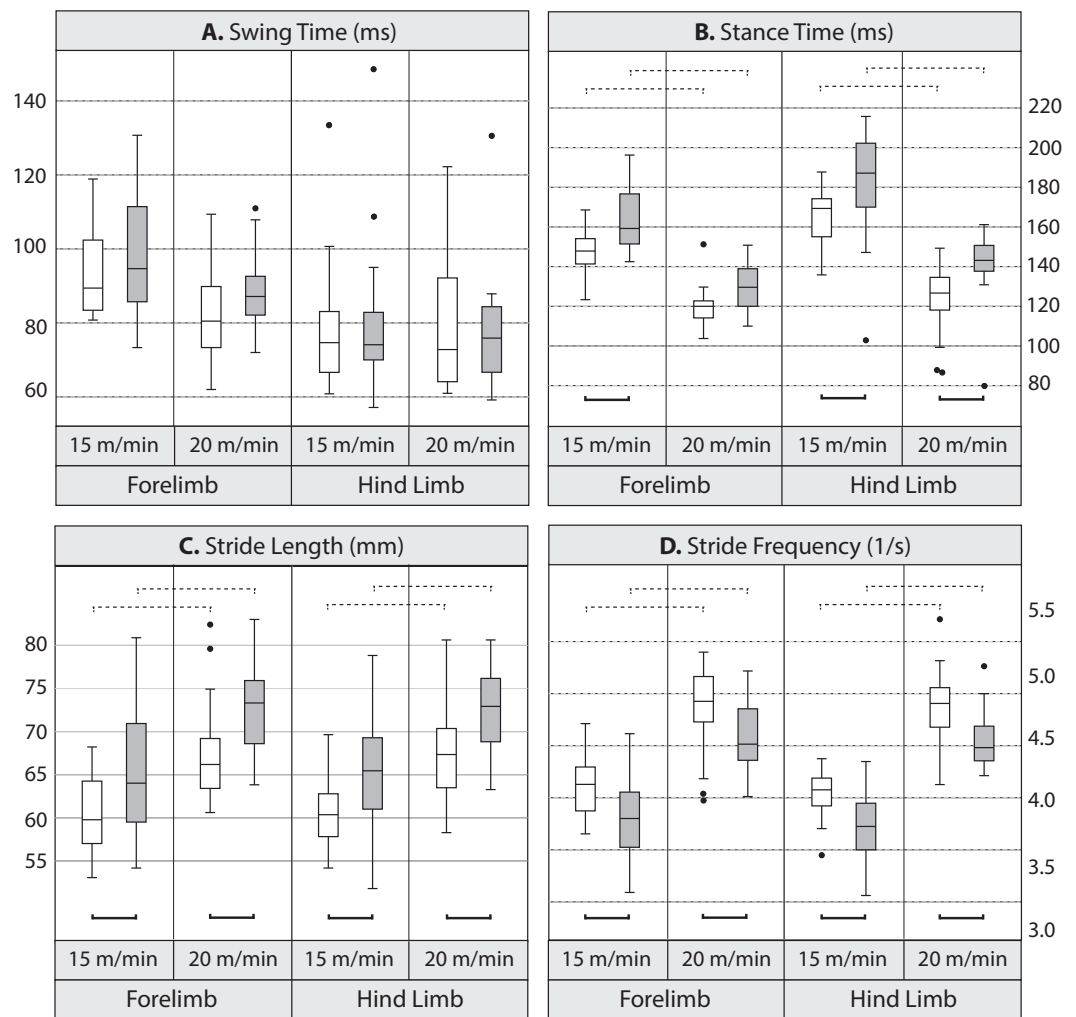 A. Swing Time (ms)
140
120
100
80
60
15 m/min 20 m/min 15 m/min 20 m/min
Forelimb Hind Limb
B. Stance Time (ms)
220
200
180
160
140
120
100
80
15 m/min 20 m/min 15 m/min 20 m/min
Forelimb Hind Limb
C. Stride Length (mm)
80
75
70
65
60
55
15 m/min 20 m/min 15 m/min 20 m/min
Forelimb Hind Limb
D. Stride Frequency (1/s)
5.5
5.0
4.5
4.0
3.5
3.0
15 m/min 20 m/min 15 m/min 20 m/min
Forelimb Hind Limb